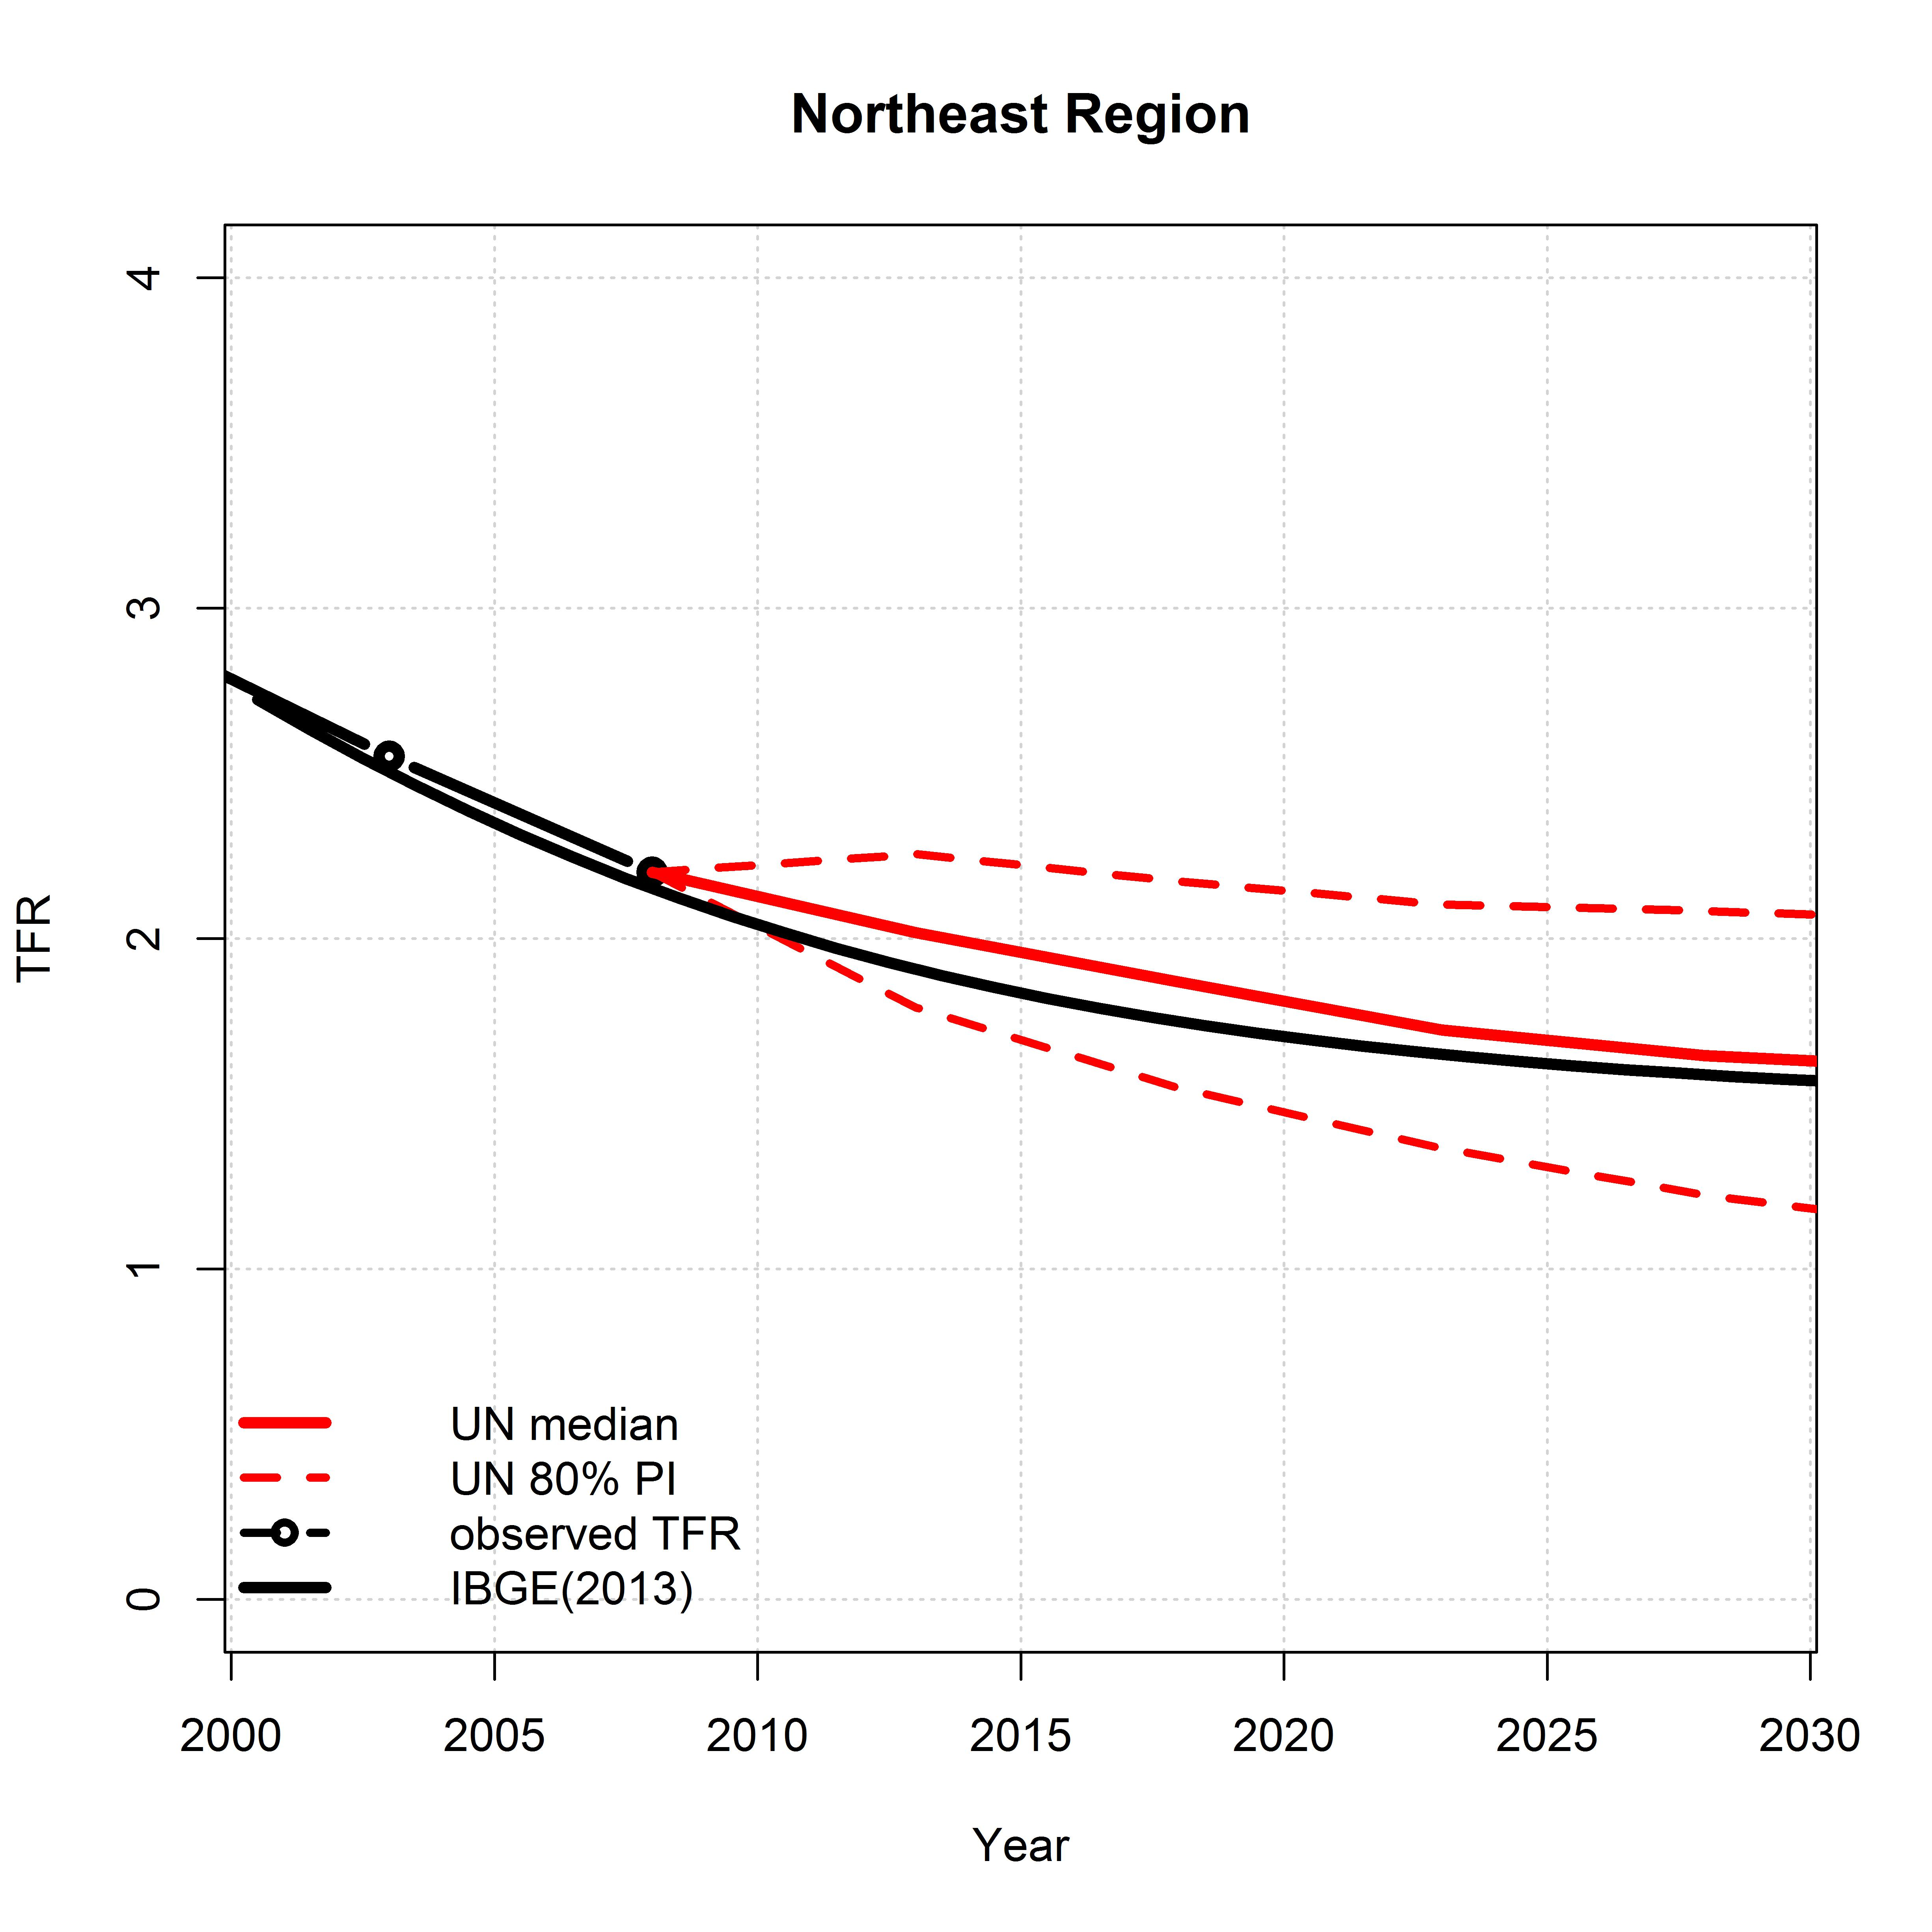 Northeast Region
TFR
4
3
2
1
0
UN median
UN 80% PI
observed TFR
IBGE(2013)
2000 2005 2010 2015 2020 2025 2030
Year